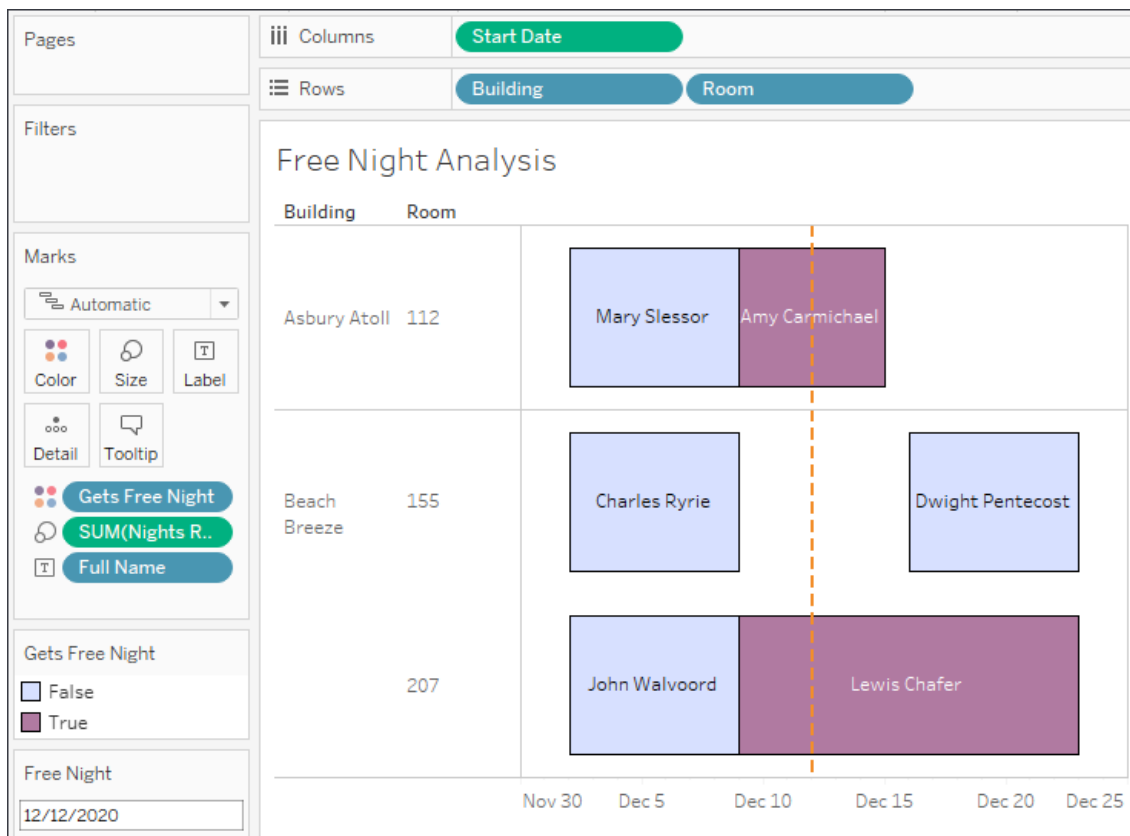 Pages
Columns
Start Date
Rows
Building
Room
Filters
Free Night Analysis
Building
Room
Marks
Automatic
Color
Size
Label
Detail
Tooltip
Gets Free Night
SUM(Nights R..
Full Name
Asbury Atoll
112
Mary Slessor
Amy Carmichael
Beach
Breeze
155
Charles Ryrie
Dwight Pentecost
207
John Walvoord
Lewis Chafer
Gets Free Night
False
True
Free Night
12/12/2020
Nov 30
Dec 5
Dec 10
Dec 15
Dec 20
Dec 25